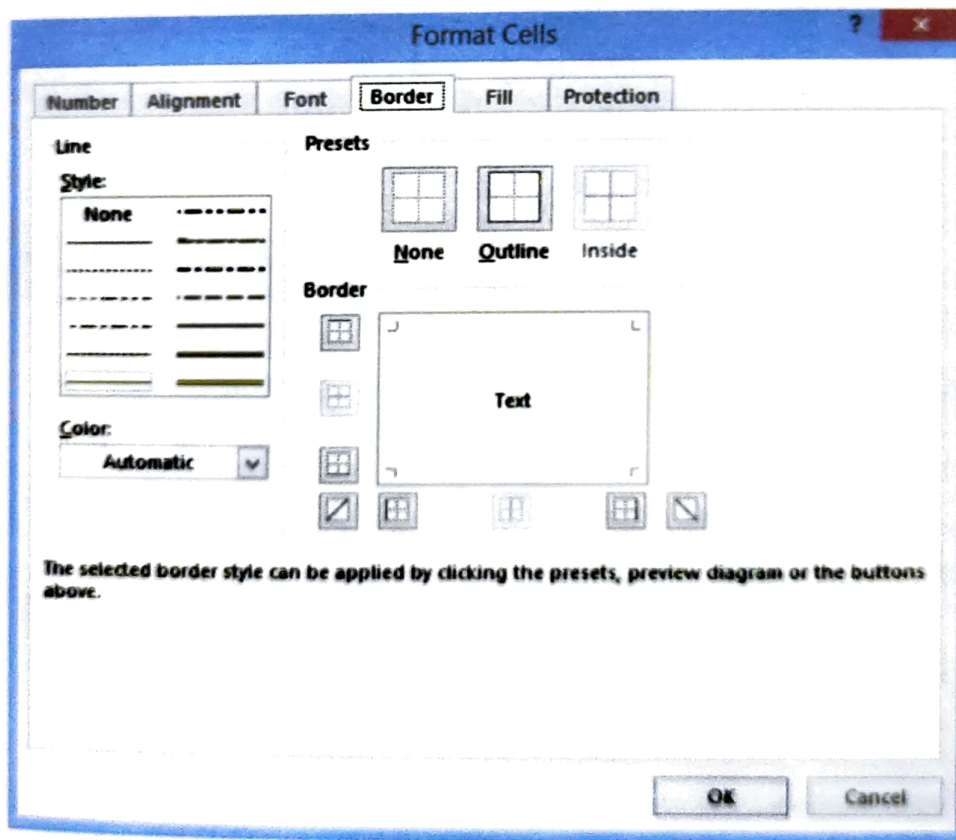 Format Cells
?
Number Alignment Font Border Fill Protection
Line
Style:
None
Color:
Automatic
Presets
None Outline Inside
Border
Text
The selected border style can be applied by clicking the presets, preview diagram or the buttons
above.
OK Cancel